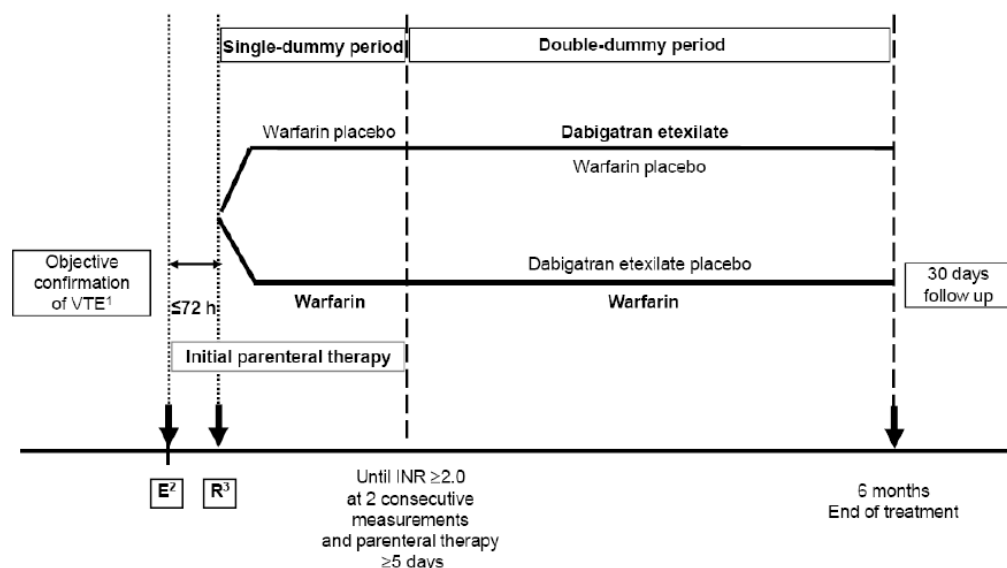 Single-dummy period
Double-dummy period
Warfarin placebo
Dabigatran etexilate
Warfarin placebo
Objective
confirmation
of VTE¹
≤72 h
Dabigatran etexilate placebo
Warfarin
Warfarin
30 days
follow up
Initial parenteral therapy
E²
R³
Until INR ≥2.0
at 2 consecutive
measurements
and parenteral therapy
≥5 days
6 months
End of treatment